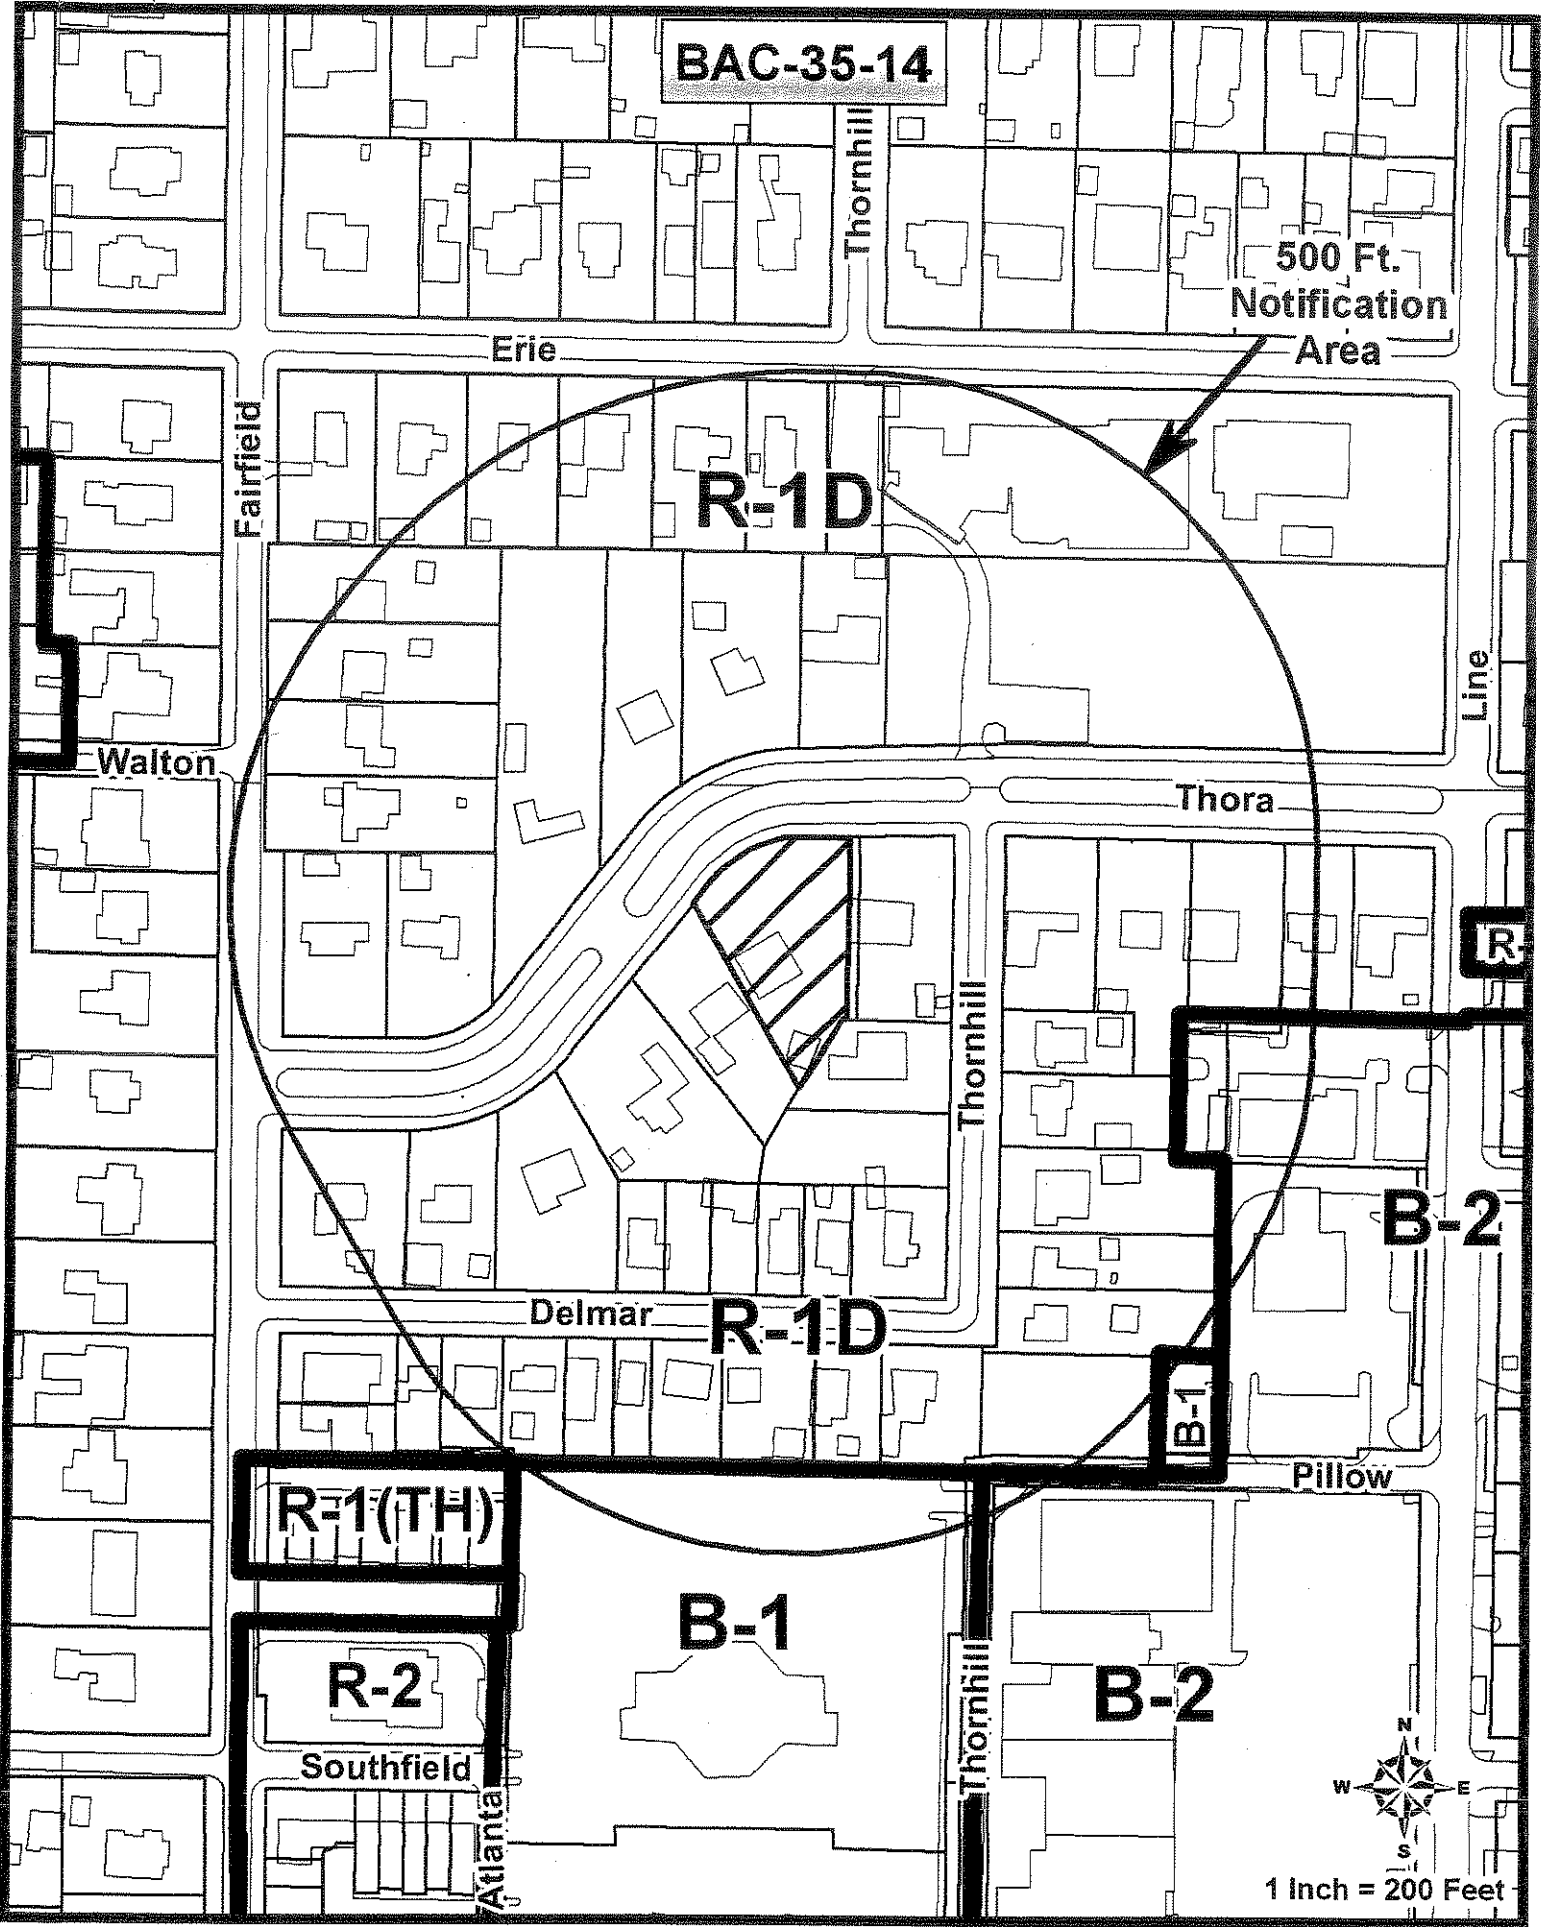 BAC-35-14
Thornhill
500 Ft.
Notification
Area
Erie
Fairfield
R-1D
Line
Walton
Thora
R-
Thornhill
B-2
Delmar
R-1D
B-1
Pillow
R-1(TH)
B-1
R-2
Thornhill
B-2
Southfield
Atlanta
N
W
E
S
1 Inch = 200 Feet